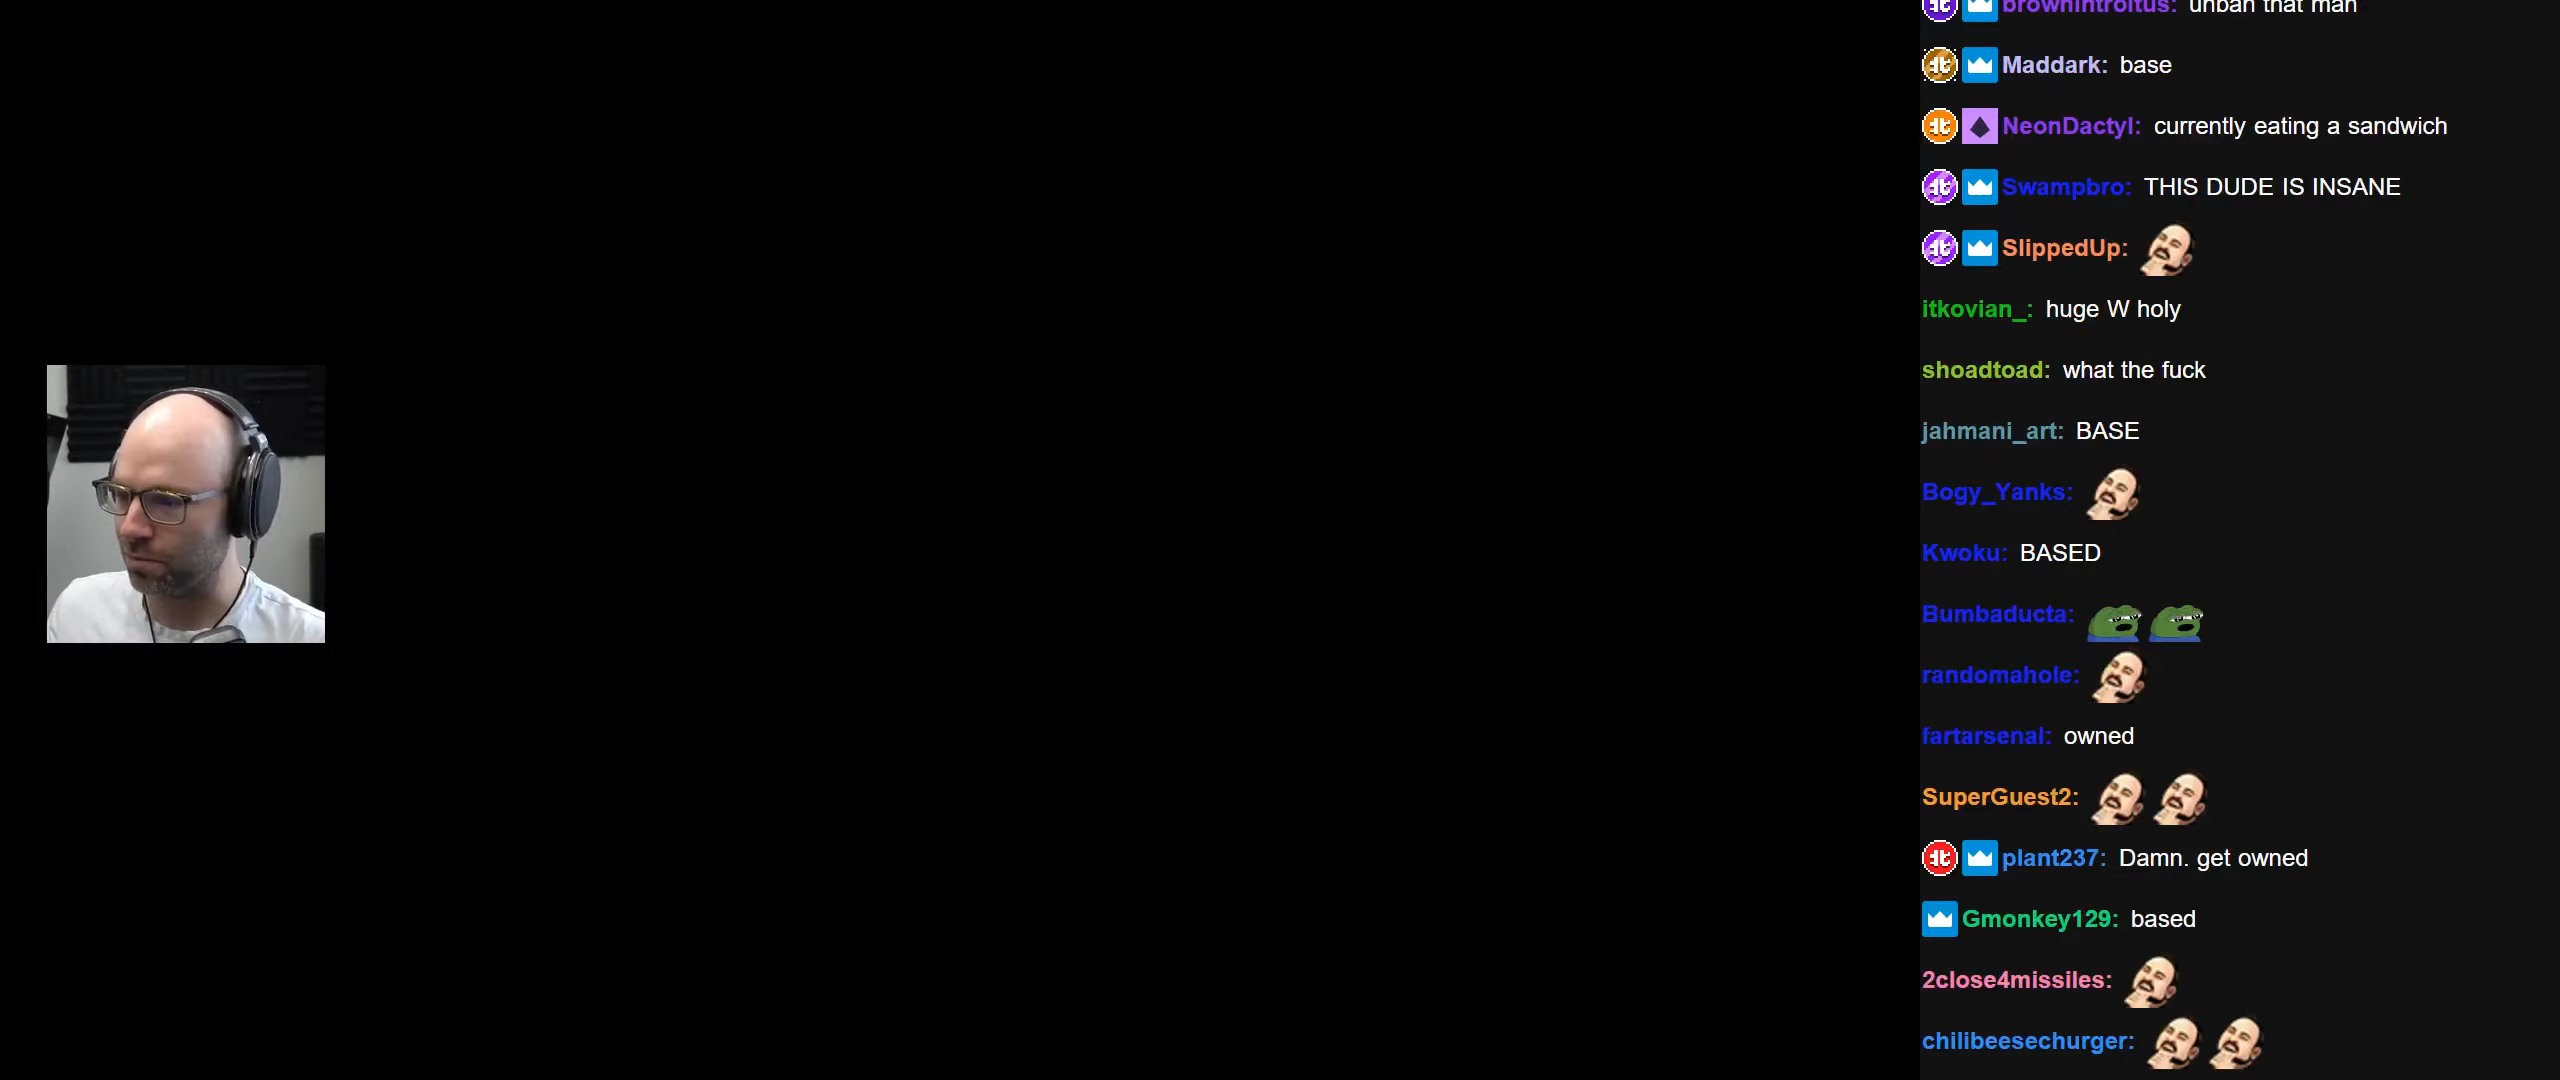 brownintroitus: unban that man
Maddark: base
NeonDactyl: currently eating a sandwich
Swampbro: THIS DUDE IS INSANE
SlippedUp:
itkovian_: huge W holy
shoadtoad: what the fuck
jahmani_art: BASE
Bogy_Yanks:
Kwoku: BASED
Bumbaducta:
randomahole:
fartarsenal: owned
SuperGuest2:
plant237: Damn. get owned
Gmonkey129: based
2close4missiles:
chilibeesechurger: